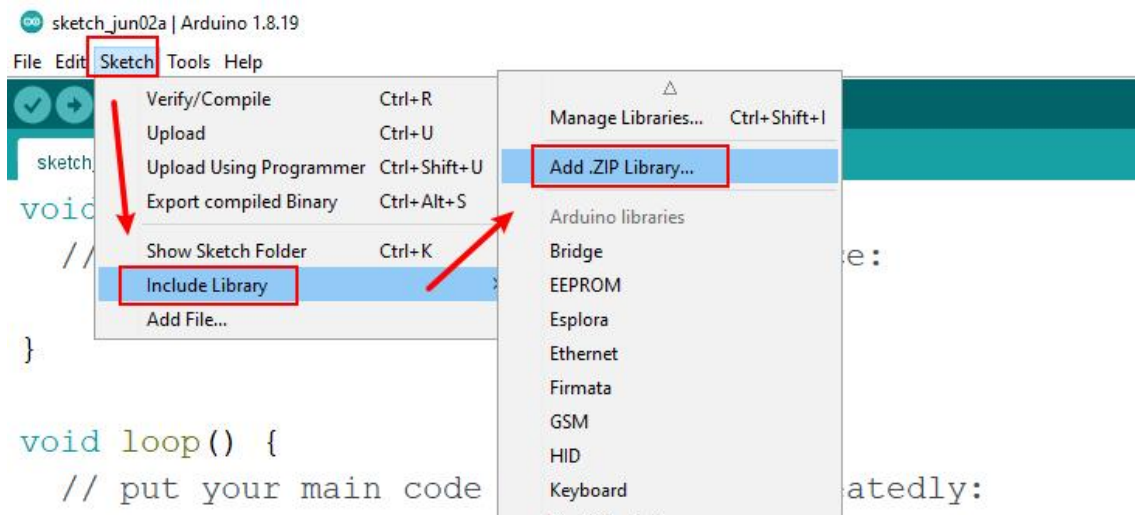 sketch_jun02a | Arduino 1.8.19
File Edit Sketch Tools Help
Verify/Compile Ctrl+R
Upload Ctrl+U
Upload Using Programmer Ctrl+Shift+U
Export compiled Binary Ctrl+Alt+S
Show Sketch Folder Ctrl+K
Include Library
Add File...
Manage Libraries... Ctrl+Shift+I
Add .ZIP Library...
Arduino libraries
Bridge
EEPROM
Esplora
Ethernet
Firmata
GSM
HID
Keyboard
sketch_
void
// e:
}
void loop() {
// put your main code atedly: